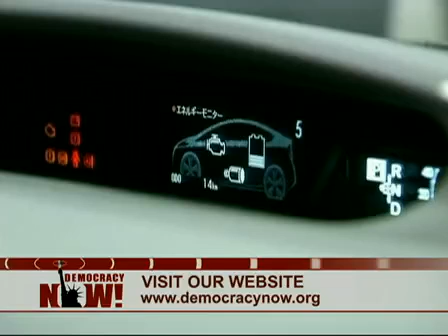 エネルギーモニター
5
ODO
14km
P
R
N
D
DEMOCRACY
NOW!
VISIT OUR WEBSITE
www.democracynow.org